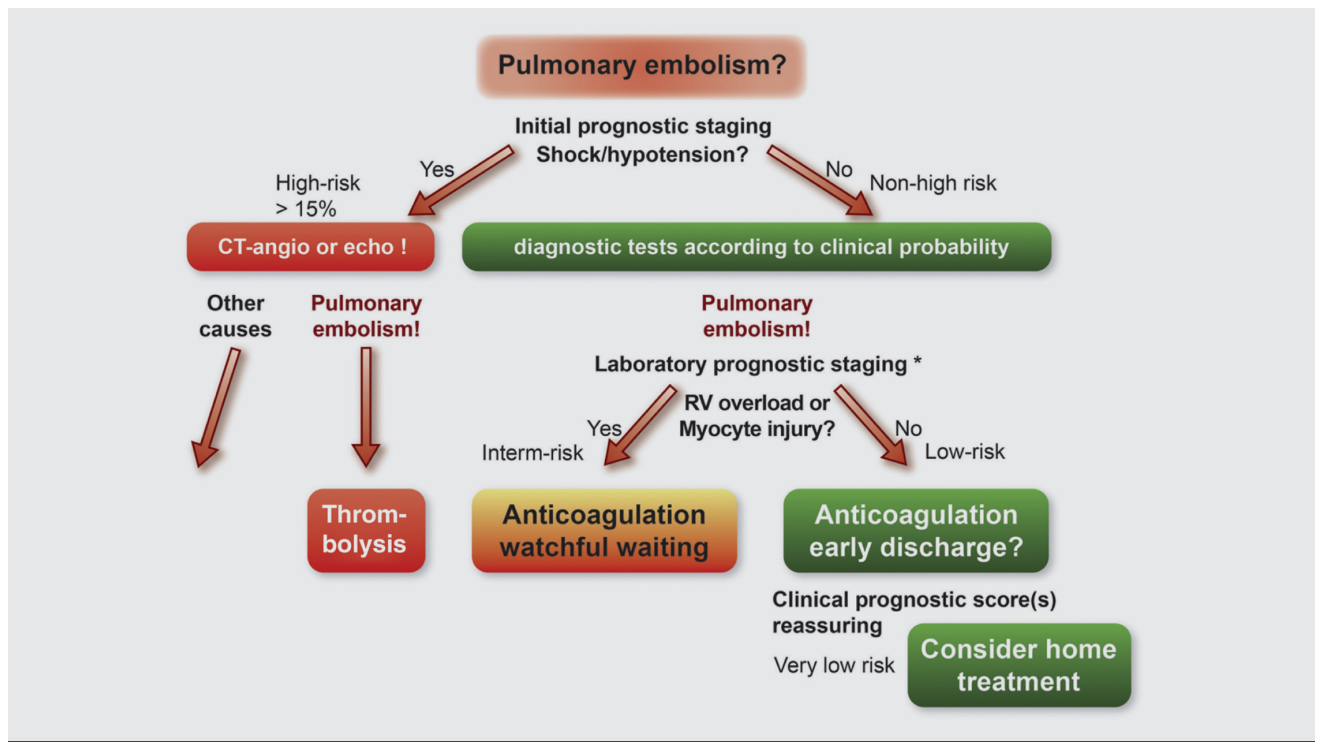 Pulmonary embolism?
Initial prognostic staging
Shock/hypotension?
Yes
No
High-risk
> 15%
Non-high risk
CT-angio or echo !
diagnostic tests according to clinical probability
Other
causes
Pulmonary
embolism!
Pulmonary
embolism!
Laboratory prognostic staging *
RV overload or
Myocyte injury?
Yes
No
Interm-risk
Low-risk
Throm-
bolysis
Anticoagulation
watchful waiting
Anticoagulation
early discharge?
Clinical prognostic score(s)
reassuring
Very low risk
Consider home
treatment